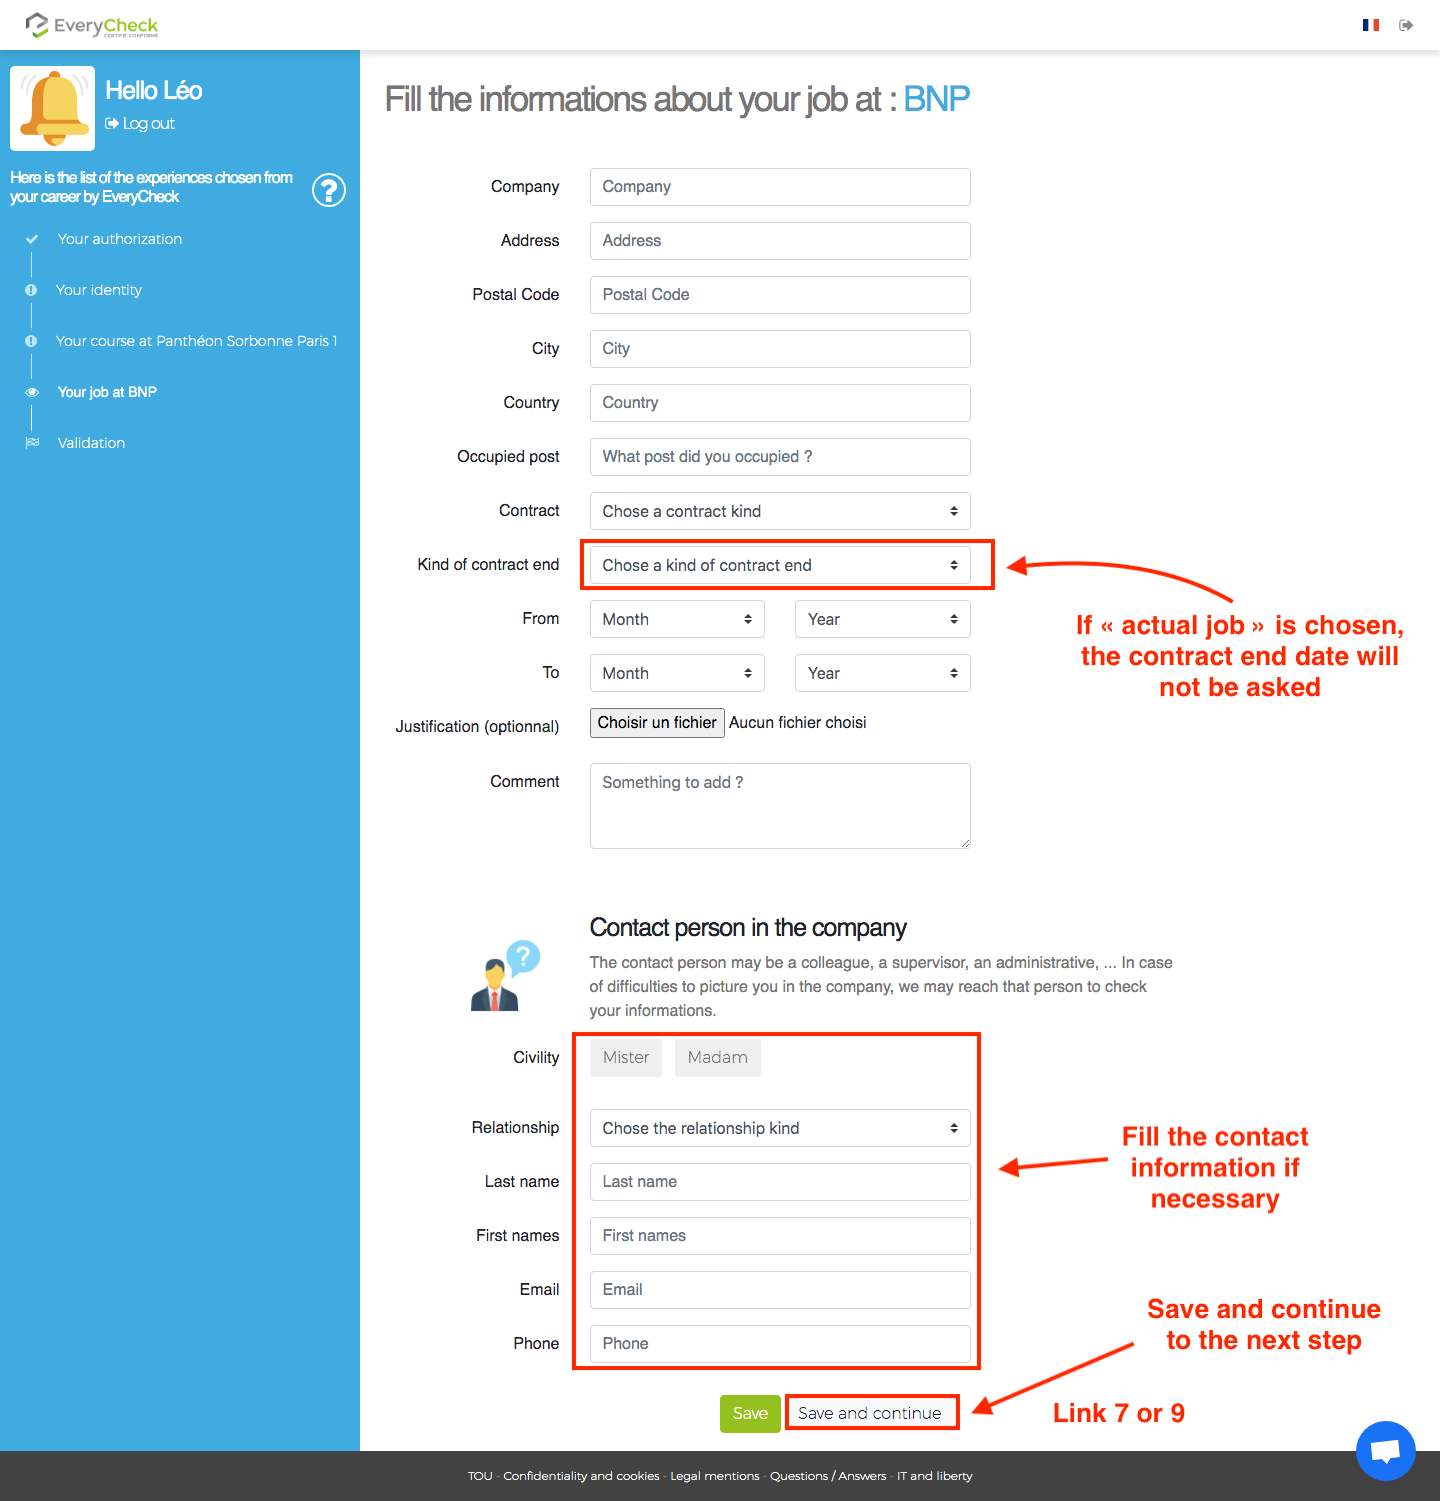 EveryCheck
CERTIFIÉ CONFORME
Hello Léo
Log out
Here is the list of the experiences chosen from
your career by EveryCheck
Your authorization
Your identity
Your course at Panthéon Sorbonne Paris 1
Your job at BNP
Validation
Fill the informations about your job at : BNP
Company Company
Address Address
Postal Code Postal Code
City City
Country Country
Occupied post What post did you occupied ?
Contract Chose a contract kind
Kind of contract end Chose a kind of contract end
From Month Year
To Month Year
Justification (optionnal) Choisir un fichier Aucun fichier choisi
Comment Something to add ?
If « actual job » is chosen,
the contract end date will
not be asked
Contact person in the company
The contact person may be a colleague, a supervisor, an administrative, ... In case
of difficulties to picture you in the company, we may reach that person to check
your informations.
Civility Mister Madam
Relationship Chose the relationship kind
Last name Last name
First names First names
Email Email
Phone Phone
Fill the contact
information if
necessary
Save and continue
to the next step
Save Save and continue
Link 7 or 9
TOU - Confidentiality and cookies - Legal mentions - Questions / Answers - IT and liberty